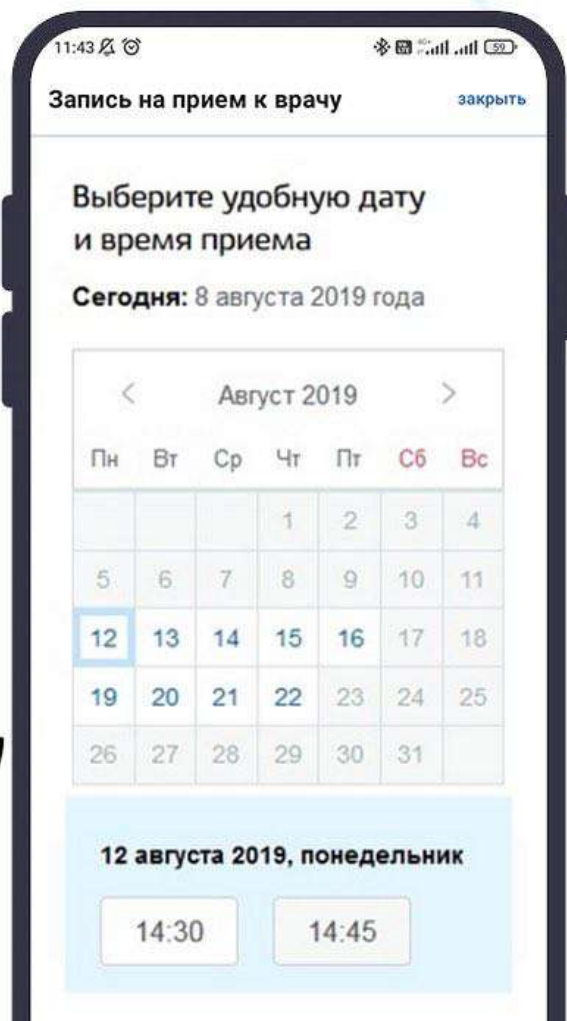 11:43 59
Запись на прием к врачу закрыть
Выберите удобную дату
и время приема
Сегодня: 8 августа 2019 года
< Август 2019 >
Пн Вт Ср Чт Пт Сб Вс
1 2 3 4
5 6 7 8 9 10 11
12 13 14 15 16 17 18
19 20 21 22 23 24 25
26 27 28 29 30 31
12 августа 2019, понедельник
14:30 14:45